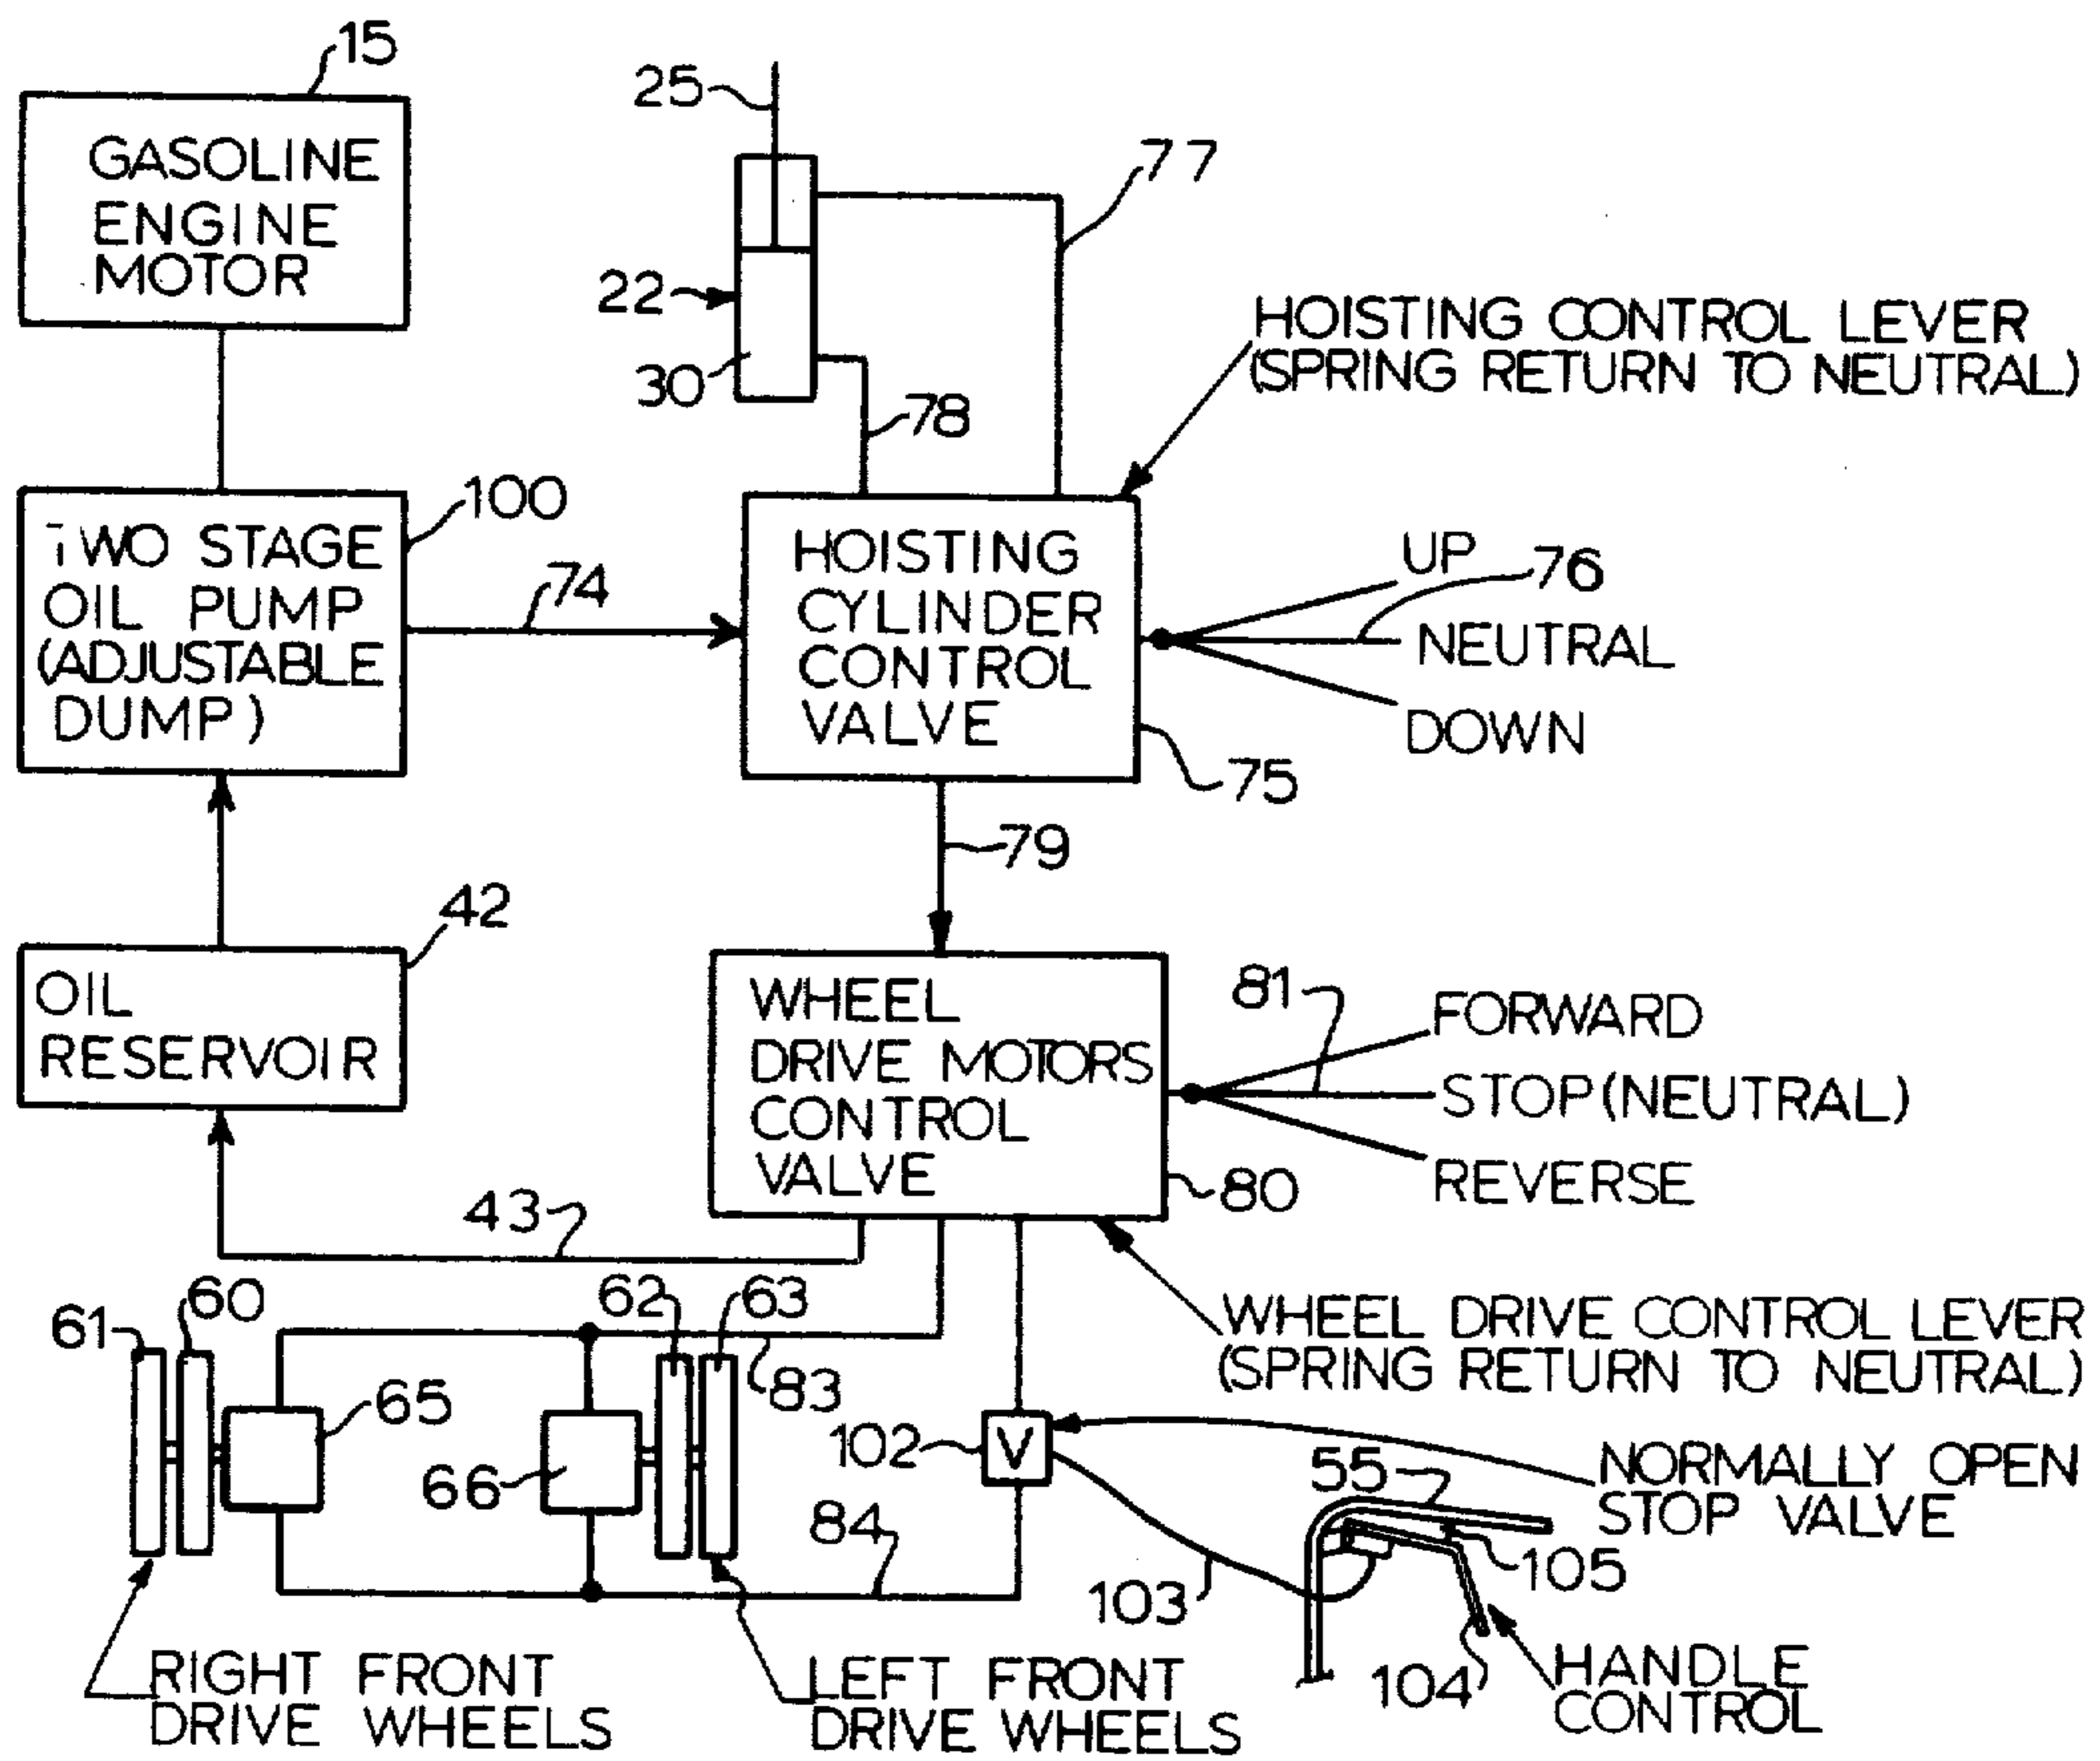 15
GASOLINE
ENGINE
MOTOR
25
77
22
30
78
HOISTING CONTROL LEVER
(SPRING RETURN TO NEUTRAL)
100
TWO STAGE
OIL PUMP
(ADJUSTABLE
DUMP)
74
HOISTING
CYLINDER
CONTROL
VALVE
UP
76
NEUTRAL
DOWN
75
79
42
OIL
RESERVOIR
WHEEL
DRIVE MOTORS
CONTROL
VALVE
81
FORWARD
STOP(NEUTRAL)
REVERSE
80
43
61
60
62
63
83
65
66
WHEEL DRIVE CONTROL LEVER
(SPRING RETURN TO NEUTRAL)
102
V
NORMALLY OPEN
STOP VALVE
55
84
103
105
104
HANDLE
CONTROL
RIGHT FRONT
DRIVE WHEELS
LEFT FRONT
DRIVE WHEELS